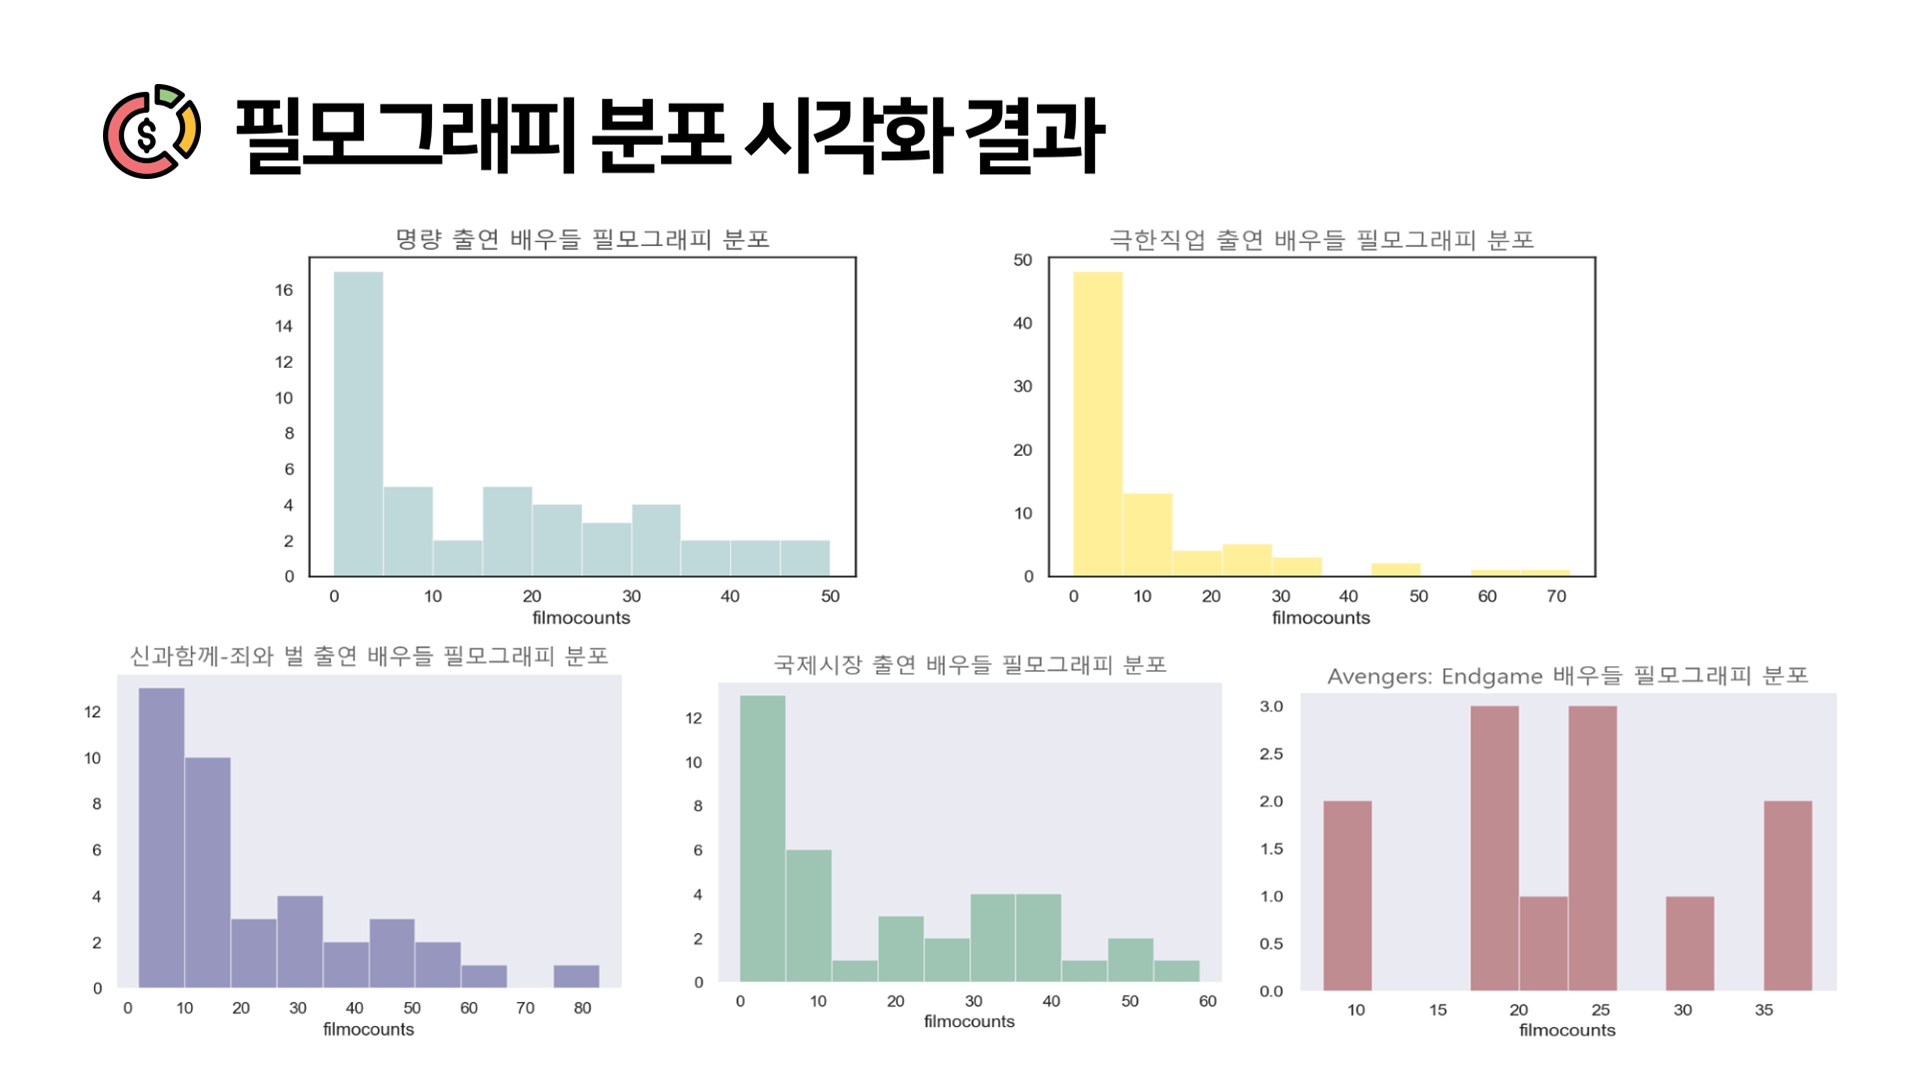 $
필모그래피 분포 시각화 결과
명량 출연 배우들 필모그래피 분포
16
14
12
10
8
6
4
2
0
0 10 20 30 40 50
filmocounts
극한직업 출연 배우들 필모그래피 분포
50
40
30
20
10
0
0 10 20 30 40 50 60 70
filmocounts
신과함께-죄와 벌 출연 배우들 필모그래피 분포
12
10
8
6
4
2
0
0 10 20 30 40 50 60 70 80
filmocounts
국제시장 출연 배우들 필모그래피 분포
12
10
8
6
4
2
0
0 10 20 30 40 50 60
filmocounts
Avengers: Endgame 배우들 필모그래피 분포
3.0
2.5
2.0
1.5
1.0
0.5
0.0
10 15 20 25 30 35
filmocounts